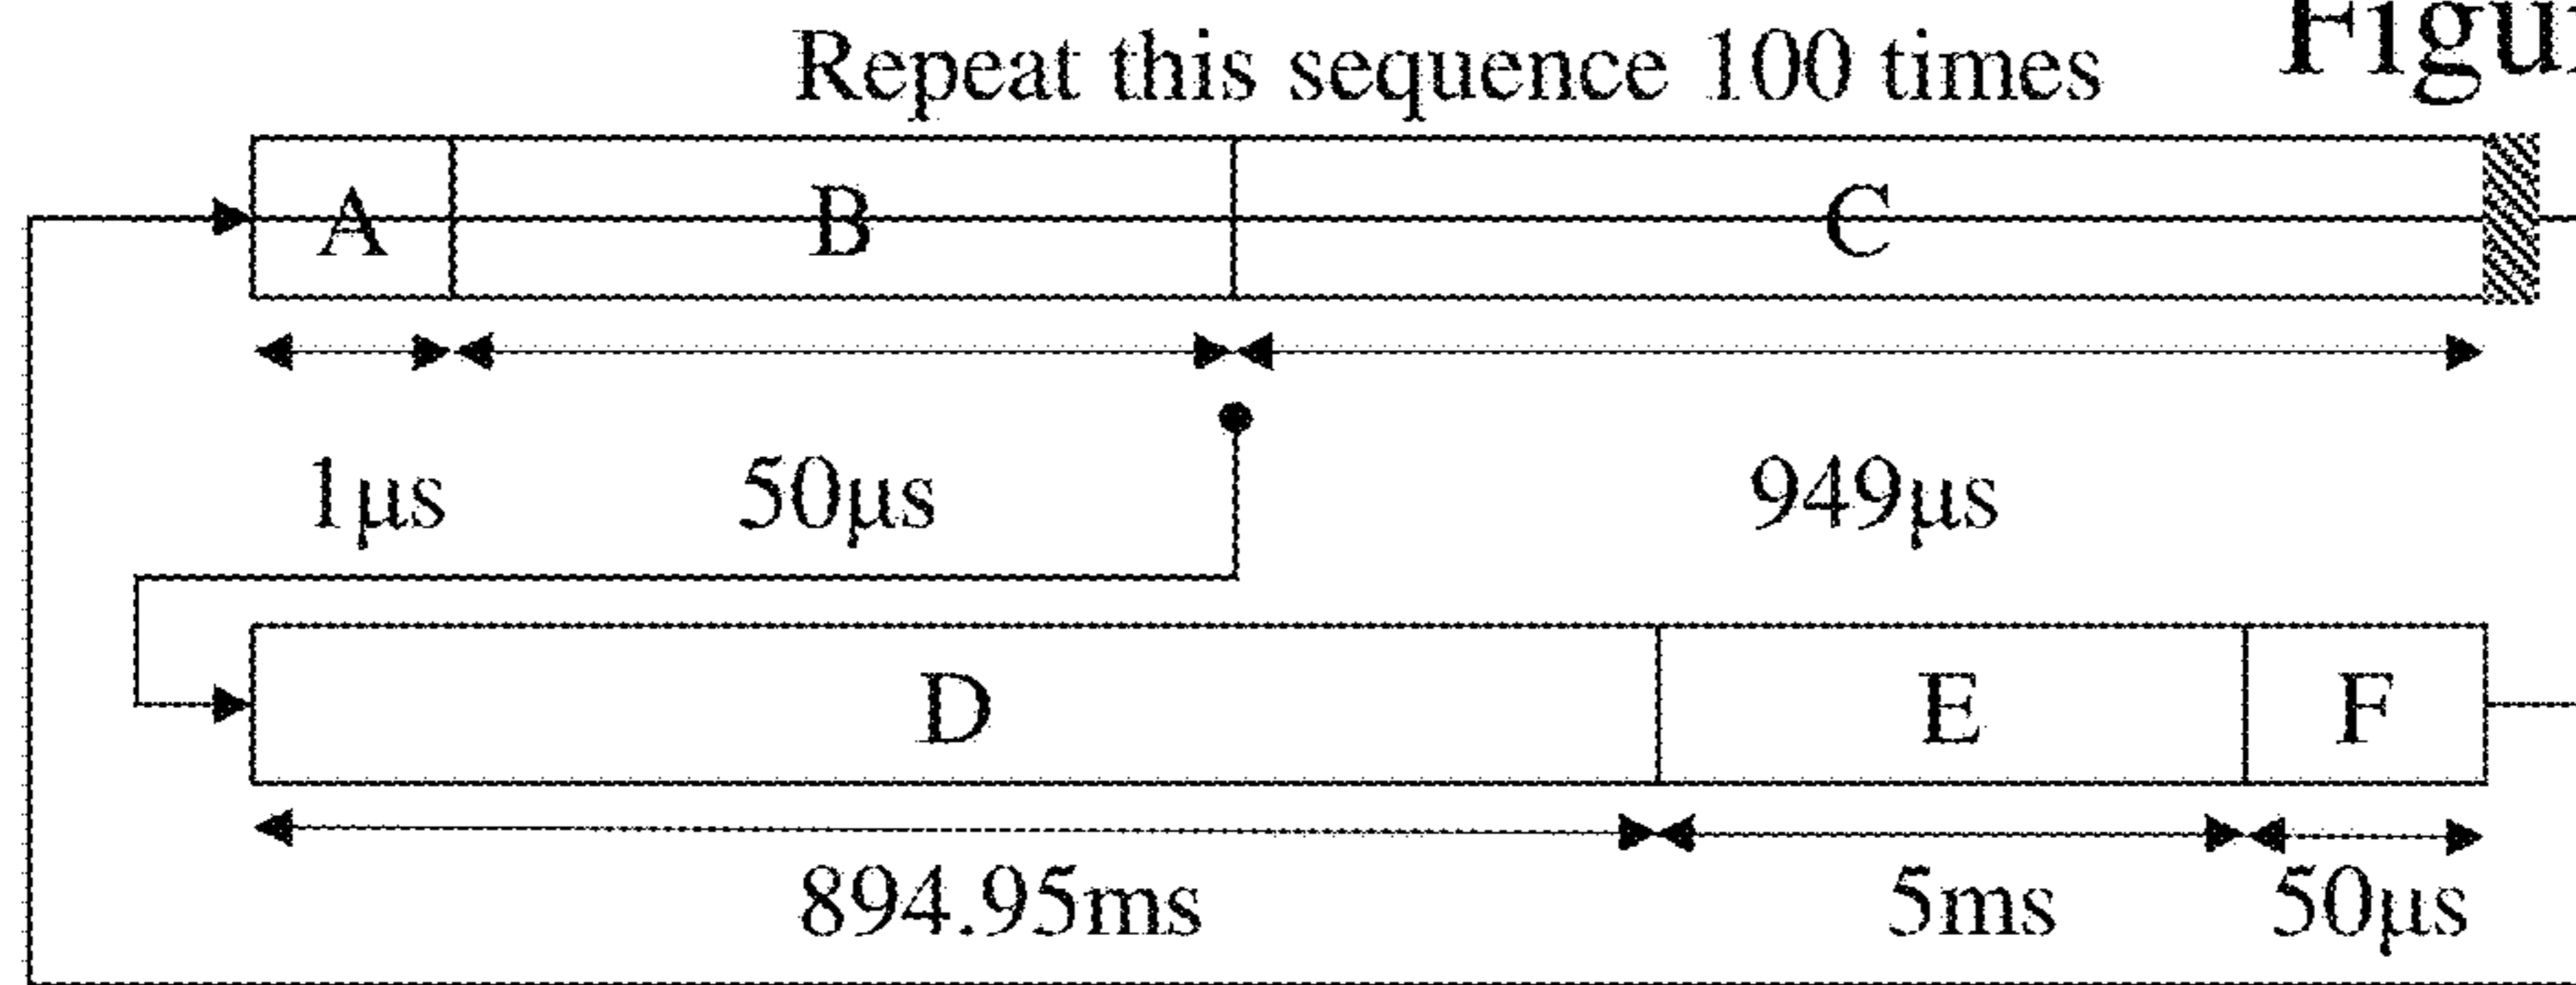 Repeat this sequence 100 times
A B C
1μs 50μs 949μs
D E F
894.95ms 5ms 50μs